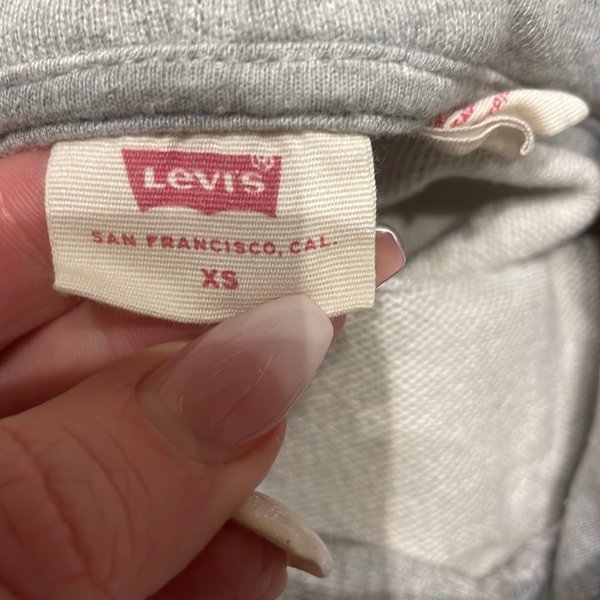 LEVI'S
SAN FRANCISCO, CAL.
XS